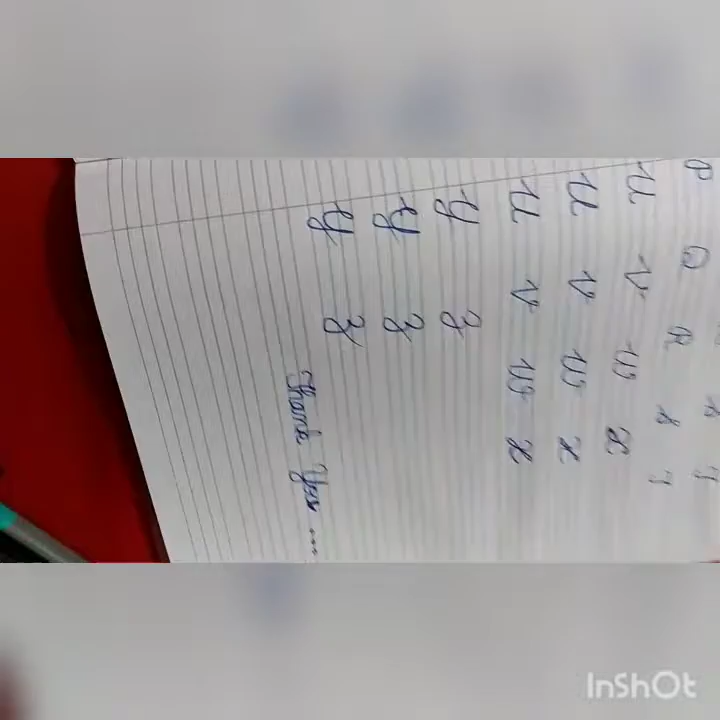 S T
P Q R S T
U V W X
U V W X
U V W X
Y Z
Y Z
Y Z
Thank You ...
InShOt